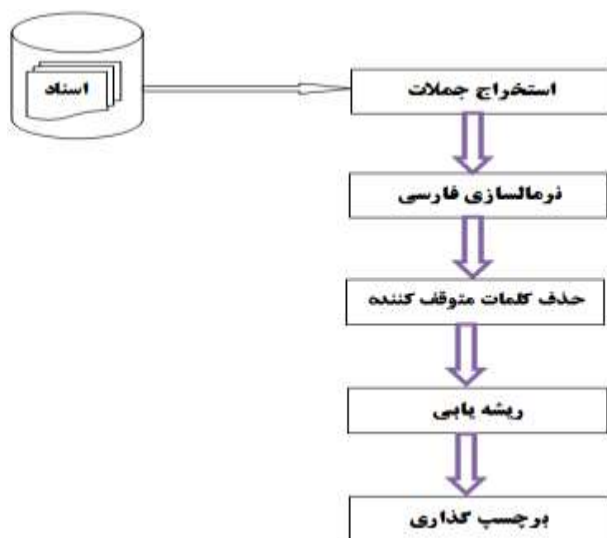 اسناد
استخراج جملات
نرمالسازی فارسی
حذف کلمات متوقف کننده
ریشه یابی
برچسب گذاری